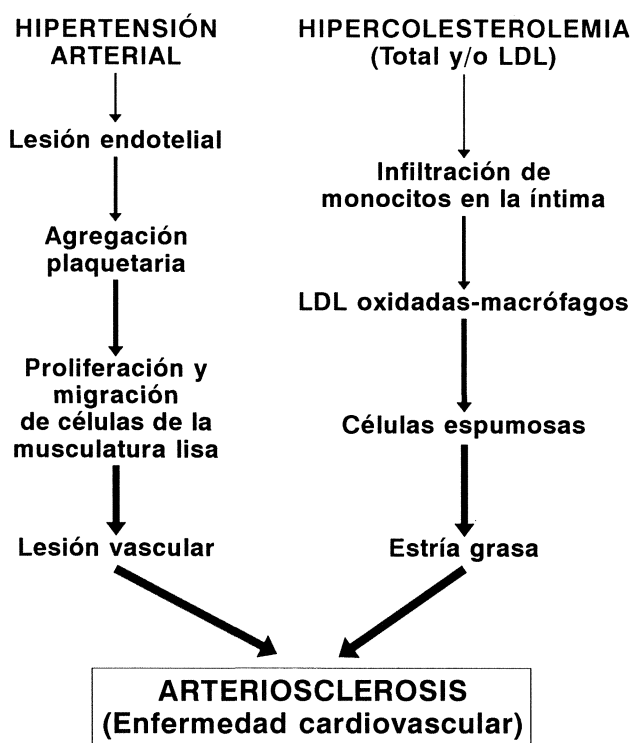 HIPERTENSIÓN
ARTERIAL
Lesión endotelial
Agregación
plaquetaria
Proliferación y
migración
de células de la
musculatura lisa
Lesión vascular
HIPERCOLESTEROLEMIA
(Total y/o LDL)
Infiltración de
monocitos en la íntima
LDL oxidadas-macrófagos
Células espumosas
Estría grasa
ARTERIOSCLEROSIS
(Enfermedad cardiovascular)